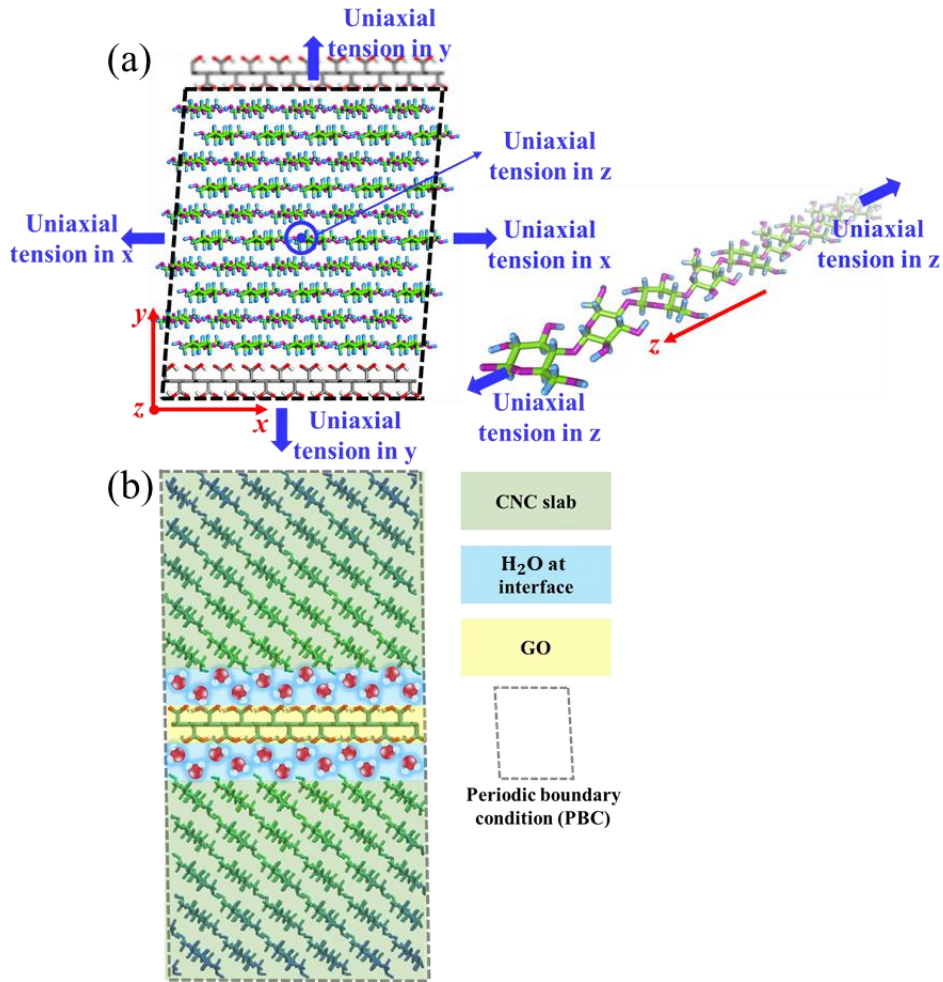 (a)
Uniaxial
tension in y
Uniaxial
tension in z
Uniaxial
tension in x
Uniaxial
tension in x
Uniaxial
tension in z
y
z
x
z
Uniaxial
tension in z
Uniaxial
tension in y
(b)
CNC slab
H₂O at
interface
GO
Periodic boundary
condition (PBC)